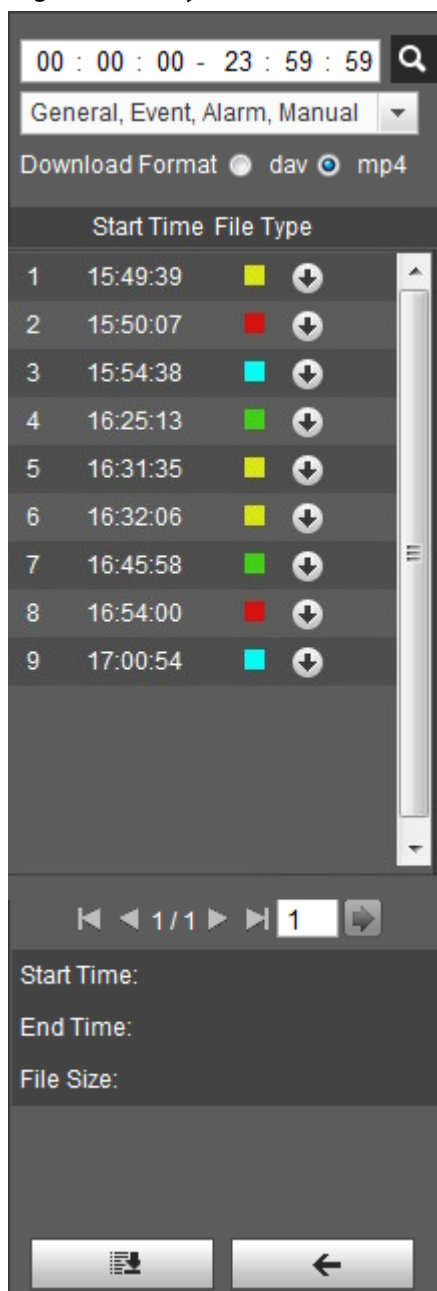 00 : 00 : 00 - 23 : 59 : 59
General, Event, Alarm, Manual
Download Format dav mp4
Start Time File Type
1 15:49:39
2 15:50:07
3 15:54:38
4 16:25:13
5 16:31:35
6 16:32:06
7 16:45:58
8 16:54:00
9 17:00:54
1 / 1 1
Start Time:
End Time:
File Size: